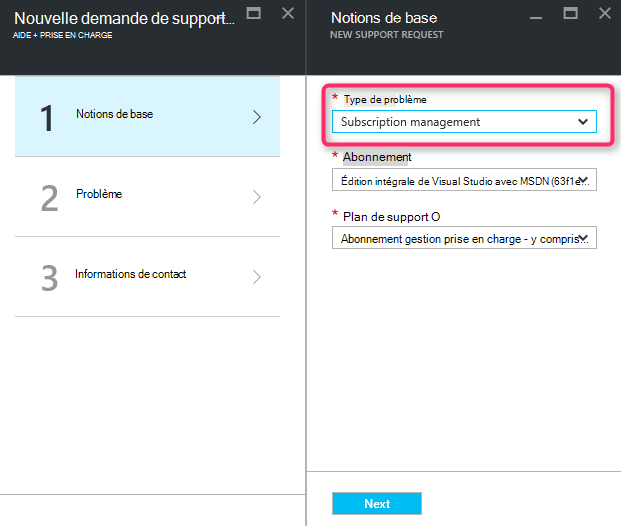 Nouvelle demande de support...
AIDE + PRISE EN CHARGE
1
Notions de base
2
Problème
3
Informations de contact
Notions de base
NEW SUPPORT REQUEST
* Type de problème
Subscription management
* Abonnement
Édition intégrale de Visual Studio avec MSDN (63f1e...
* Plan de support O
Abonnement gestion prise en charge - y compris...
Next